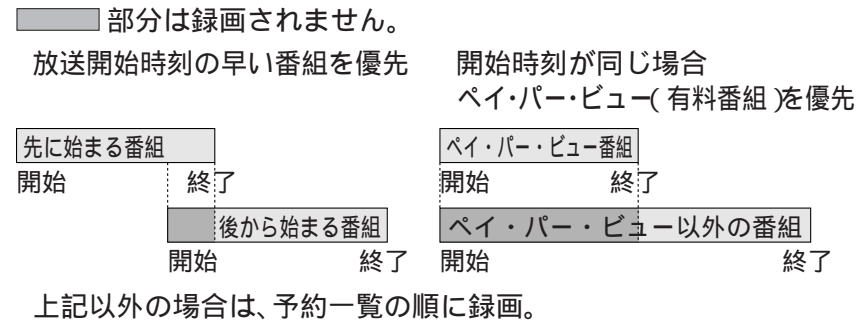 部分は録画されません。
放送開始時刻の早い番組を優先
先に始まる番組
開始 終了
後から始まる番組
開始 終了
開始時刻が同じ場合
ペイ・パー・ビュー(有料番組)を優先
ペイ・パー・ビュー番組
開始 終了
ペイ・パー・ビュー以外の番組
開始 終了
上記以外の場合は、予約一覧の順に録画。